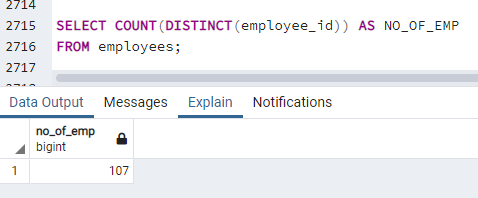 2714
2715 SELECT COUNT(DISTINCT(employee_id)) AS NO_OF_EMP
2716 FROM employees;
2717
Data Output Messages Explain Notifications
no_of_emp
bigint
1 107